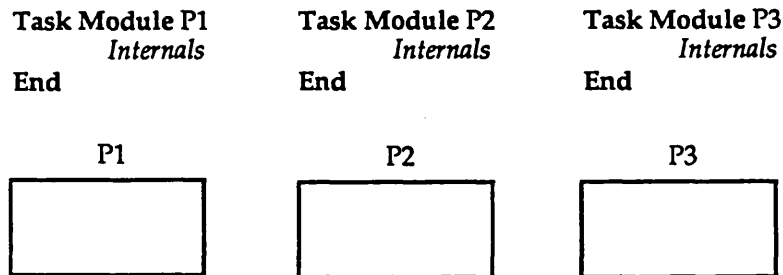 Task Module P1
Internals
End
Task Module P2
Internals
End
Task Module P3
Internals
End
P1
P2
P3